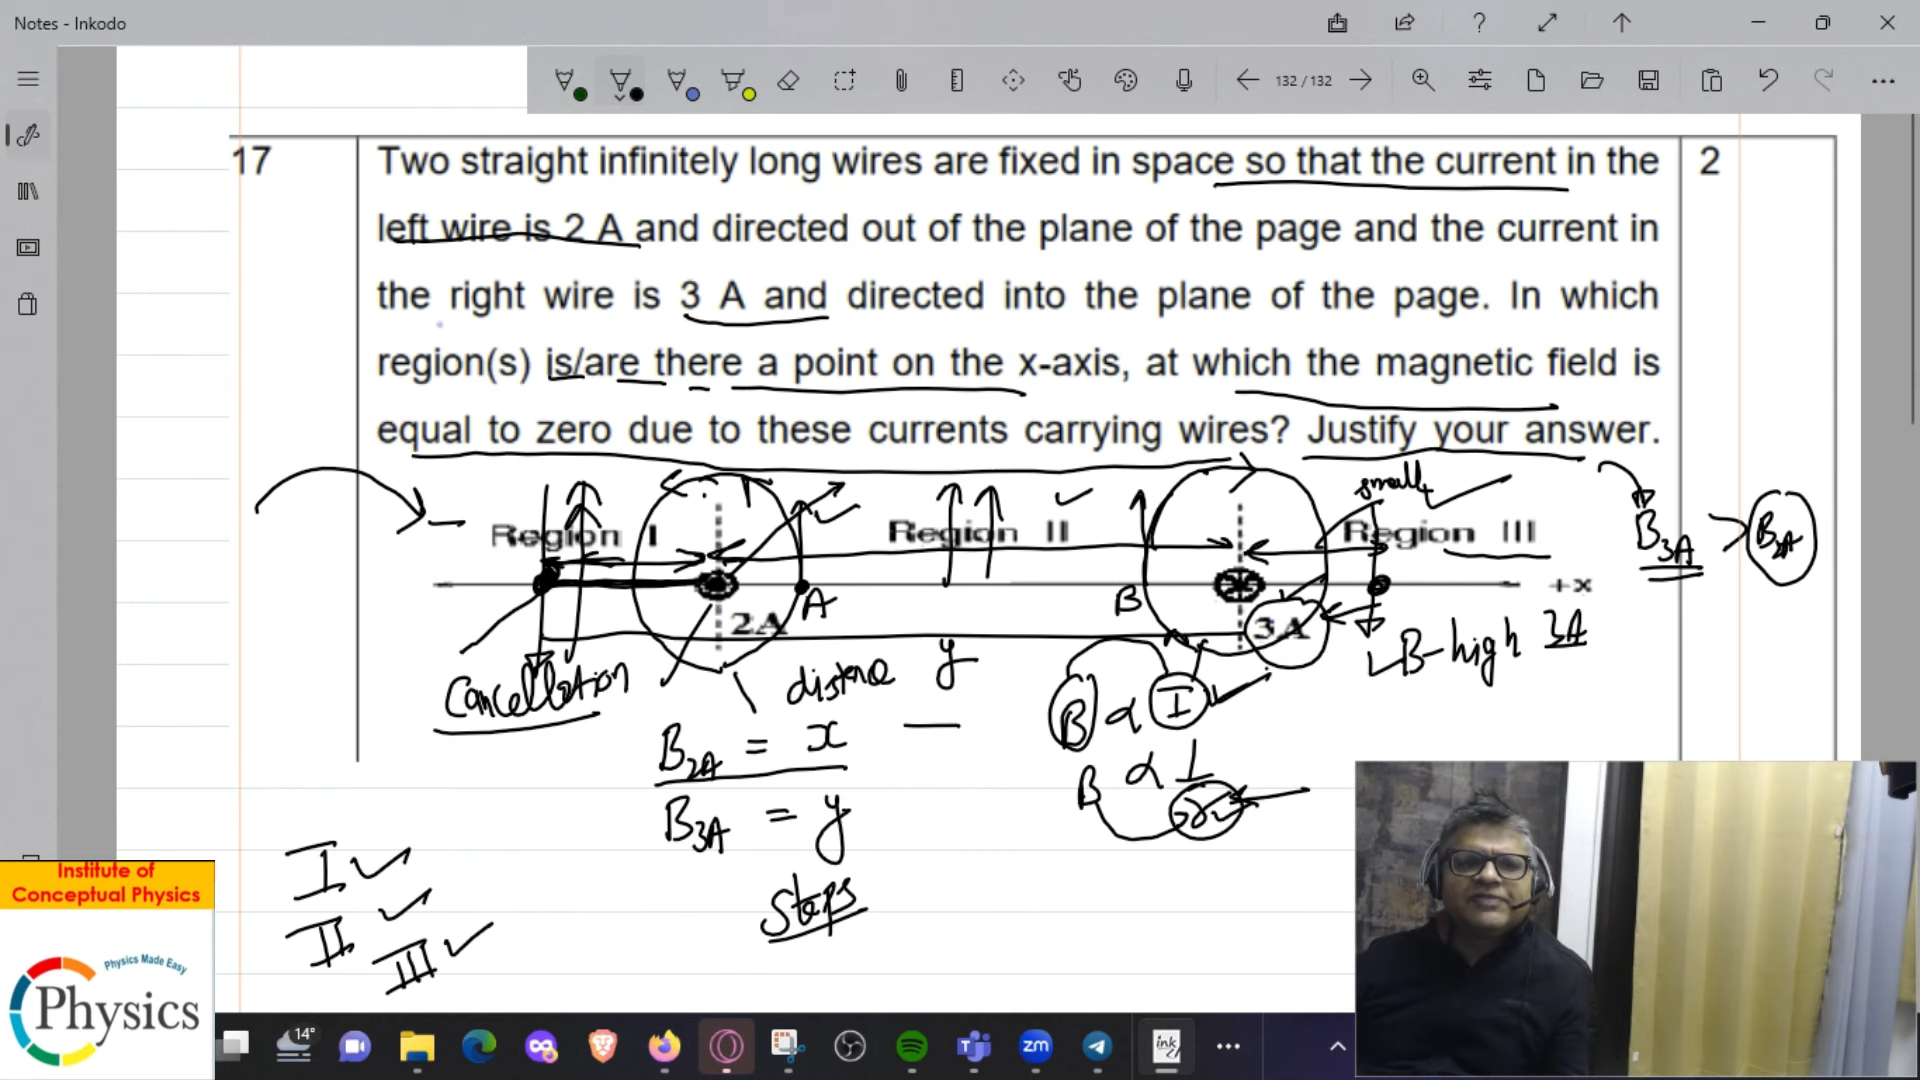 Notes - Inkodo
132 / 132
17
2
Two straight infinitely long wires are fixed in space so that the current in the
left wire is 2 A and directed out of the plane of the page and the current in
the right wire is 3 A and directed into the plane of the page. In which
region(s) is/are there a point on the x-axis, at which the magnetic field is
equal to zero due to these currents carrying wires? Justify your answer.
small
Region I
Region II
Region III
B3A > B2A
+x
A
B
2A
3A
B-high 3A
Cancellation
distance y
B ∝ I
B2A = x
B ∝ 1
B3A = y
Steps
I
II
III
Institute of
Conceptual Physics
Physics Made Easy
Physics
14°
zm
ink